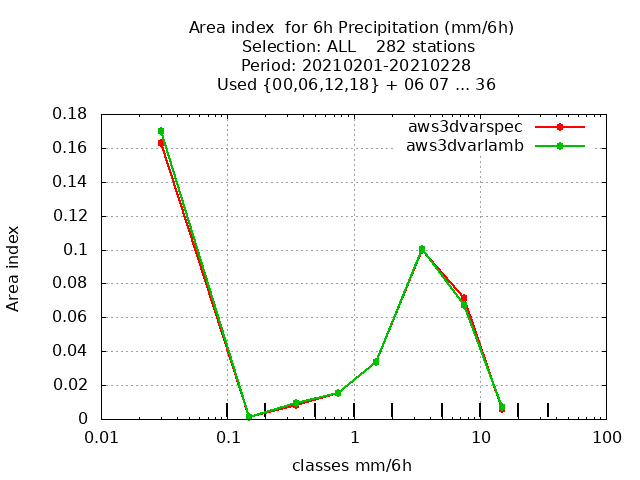 Area index  for 6h Precipitation (mm/6h)
Selection: ALL    282 stations
Period: 20210201-20210228
Used {00,06,12,18} + 06 07 ... 36
aws3dvarspec
aws3dvarlamb
0.18
0.16
0.14
0.12
0.1
0.08
0.06
0.04
0.02
0
Area index
0.01
0.1
1
10
100
classes mm/6h